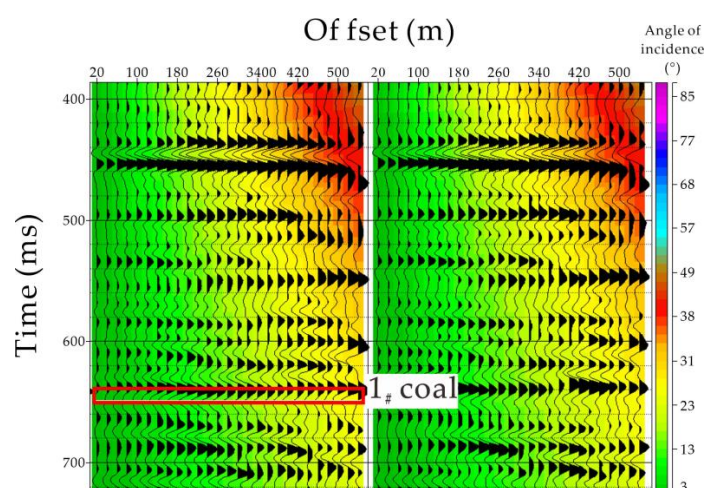 Of fset (m)
Angle of
incidence
(°)
20 100 180 260 3400 420 500 20 100 180 260 340 420 500
85
77
68
57
49
38
31
23
13
3
400
500
600
700
Time (ms)
1# coal